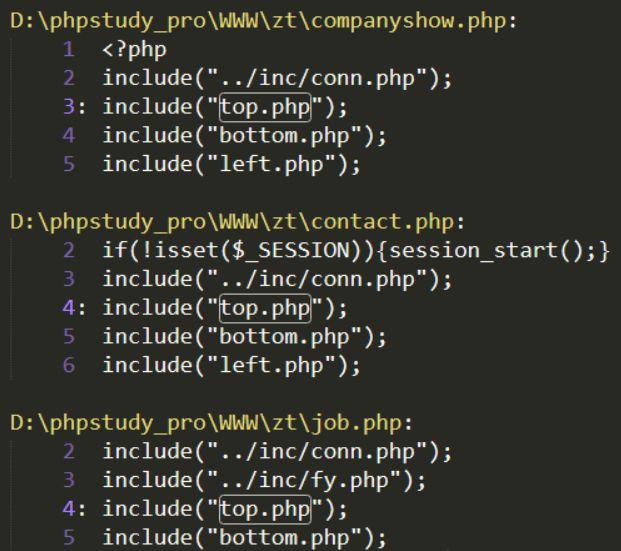 D:\phpstudy_pro\WWW\zt\companyshow.php:
1 <?php
2 include("../inc/conn.php");
3: include("top.php");
4 include("bottom.php");
5 include("left.php");
D:\phpstudy_pro\WWW\zt\contact.php:
2 if(!isset($_SESSION)){session_start();}
3 include("../inc/conn.php");
4: include("top.php");
5 include("bottom.php");
6 include("left.php");
D:\phpstudy_pro\WWW\zt\job.php:
2 include("../inc/conn.php");
3 include("../inc/fy.php");
4: include("top.php");
5 include("bottom.php");